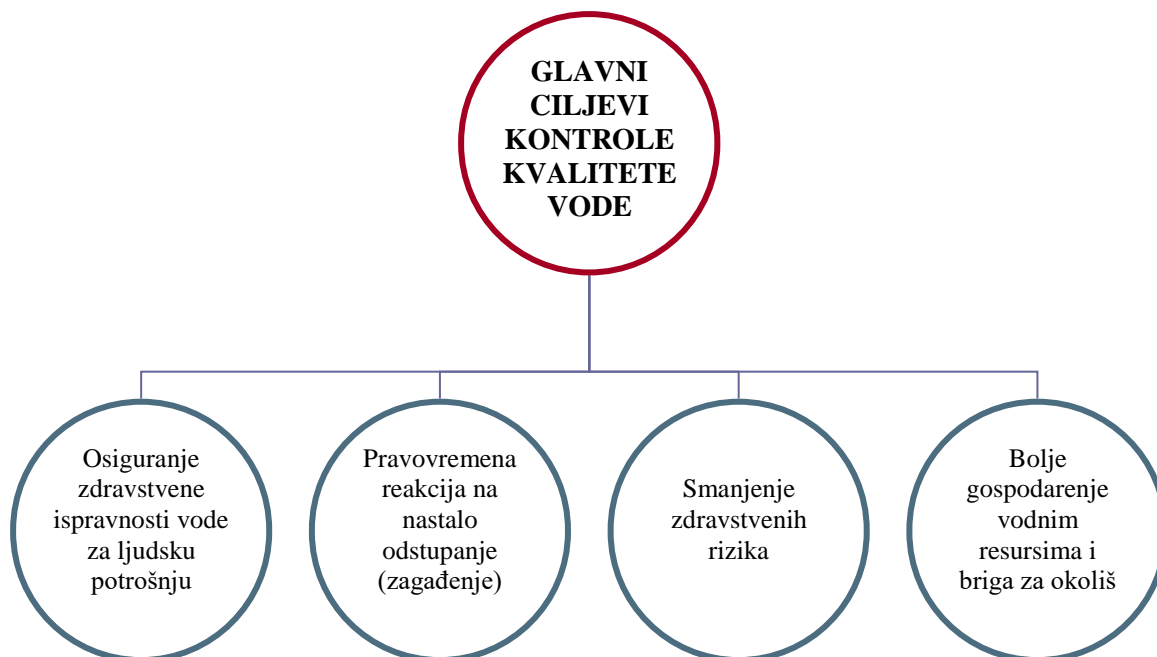 GLAVNI
CILJEVI
KONTROLE
KVALITETE
VODE
Osiguranje
zdravstvene
ispravnosti vode
za ljudsku
potrošnju
Pravovremena
reakcija na
nastalo
odstupanje
(zagađenje)
Smanjenje
zdravstvenih
rizika
Bolje
gospodarenje
vodnim
resursima i
briga za okoliš